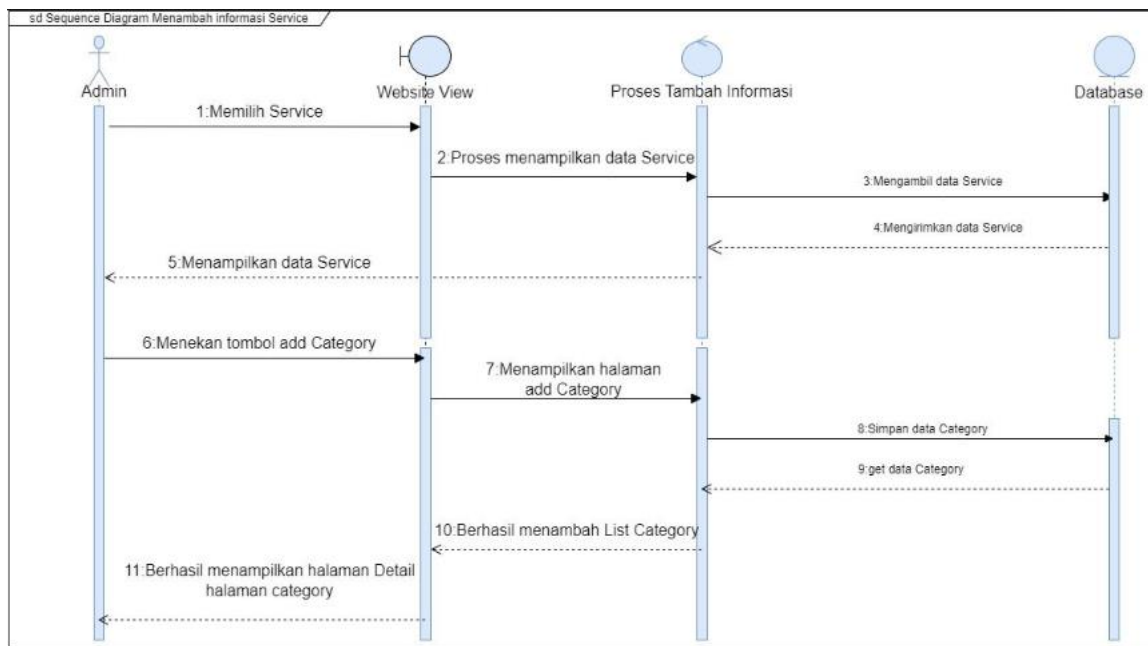 sd Sequence Diagram Menambah informasi Service
Admin
Website View
Proses Tambah Informasi
Database
1:Memilih Service
2:Proses menampilkan data Service
3:Mengambil data Service
4:Mengirimkan data Service
5:Menampilkan data Service
6:Menekan tombol add Category
7:Menampilkan halaman
add Category
8:Simpan data Category
9:get data Category
10:Berhasil menambah List Category
11:Berhasil menampilkan halaman Detail
halaman category